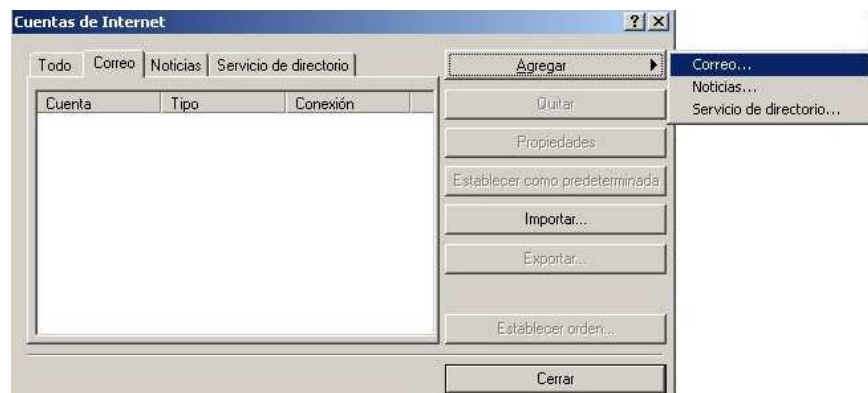 Cuentas de Internet
Todo Correo Noticias Servicio de directorio
Cuenta Tipo Conexión
Agregar
Quitar
Propiedades
Establecer como predeterminada
Importar...
Exportar...
Establecer orden...
Cerrar
Correo...
Noticias...
Servicio de directorio...